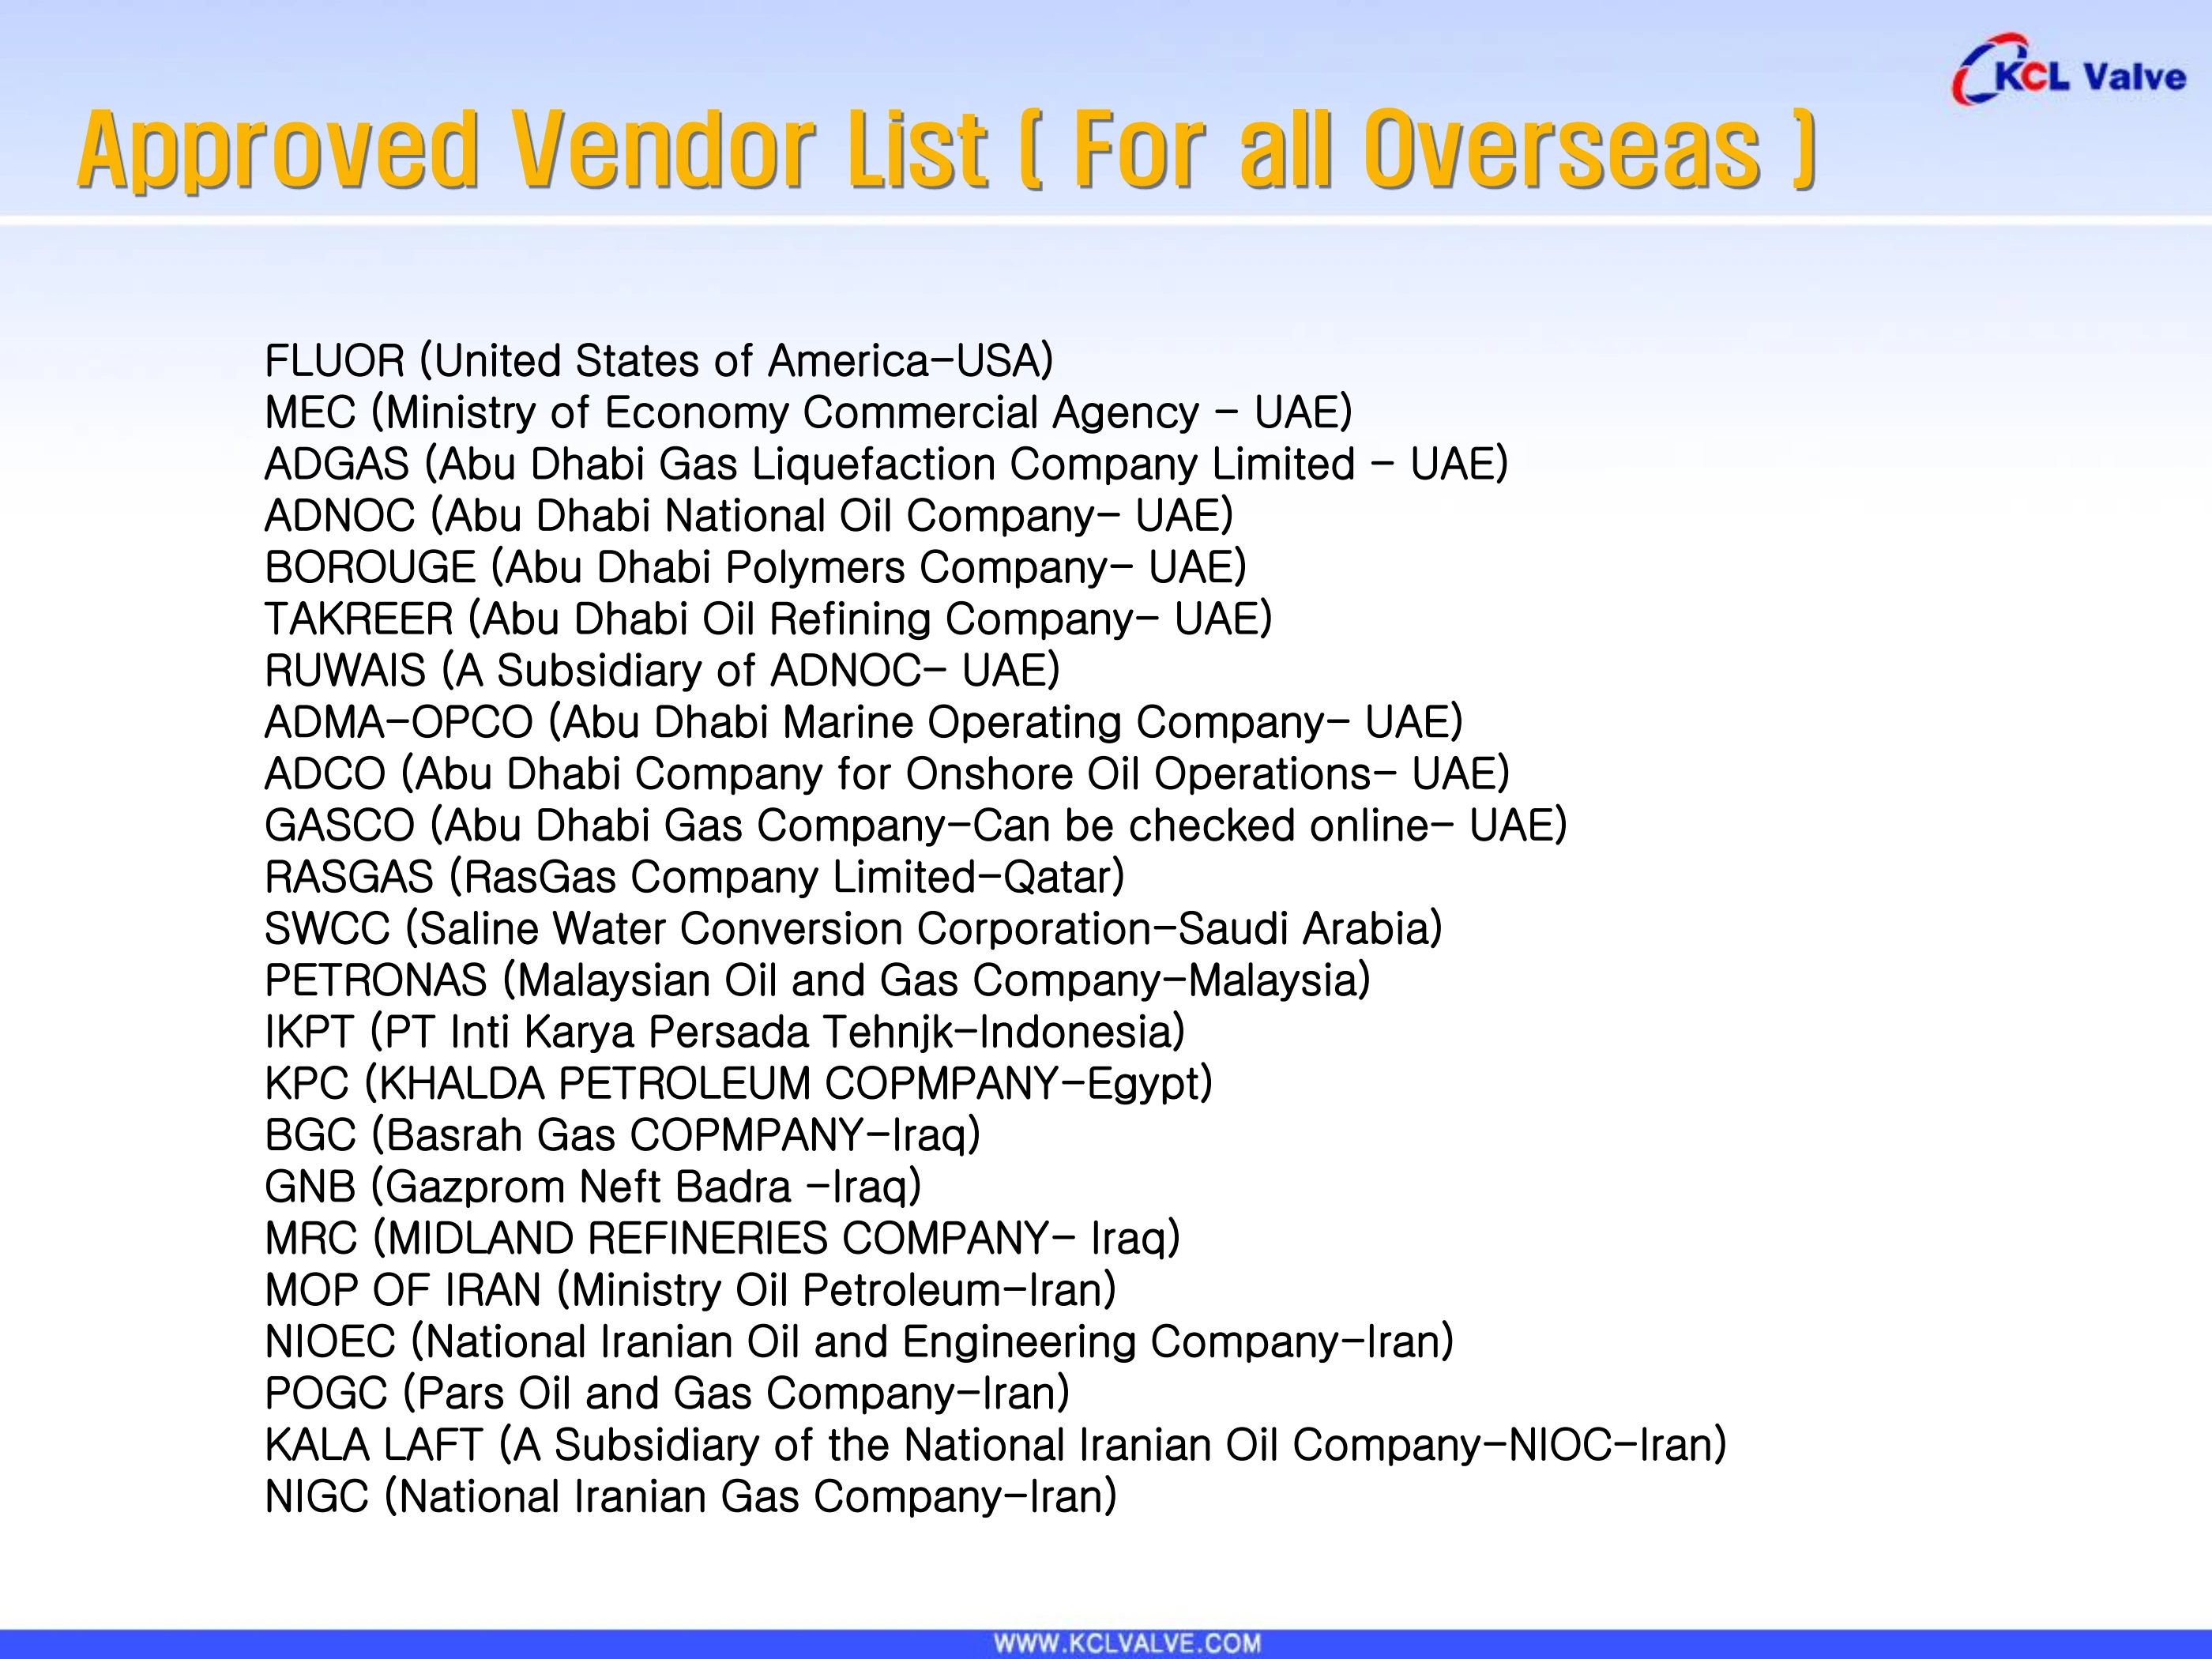 KCL Valve
Approved Vendor List ( For all Overseas )
FLUOR (United States of America-USA)
MEC (Ministry of Economy Commercial Agency - UAE)
ADGAS (Abu Dhabi Gas Liquefaction Company Limited - UAE)
ADNOC (Abu Dhabi National Oil Company- UAE)
BOROUGE (Abu Dhabi Polymers Company- UAE)
TAKREER (Abu Dhabi Oil Refining Company- UAE)
RUWAIS (A Subsidiary of ADNOC- UAE)
ADMA-OPCO (Abu Dhabi Marine Operating Company- UAE)
ADCO (Abu Dhabi Company for Onshore Oil Operations- UAE)
GASCO (Abu Dhabi Gas Company-Can be checked online- UAE)
RASGAS (RasGas Company Limited-Qatar)
SWCC (Saline Water Conversion Corporation-Saudi Arabia)
PETRONAS (Malaysian Oil and Gas Company-Malaysia)
IKPT (PT Inti Karya Persada Tehnjk-Indonesia)
KPC (KHALDA PETROLEUM COPMPANY-Egypt)
BGC (Basrah Gas COPMPANY-Iraq)
GNB (Gazprom Neft Badra -Iraq)
MRC (MIDLAND REFINERIES COMPANY- Iraq)
MOP OF IRAN (Ministry Oil Petroleum-Iran)
NIOEC (National Iranian Oil and Engineering Company-Iran)
POGC (Pars Oil and Gas Company-Iran)
KALA LAFT (A Subsidiary of the National Iranian Oil Company-NIOC-Iran)
NIGC (National Iranian Gas Company-Iran)
WWW.KCLVALVE.COM